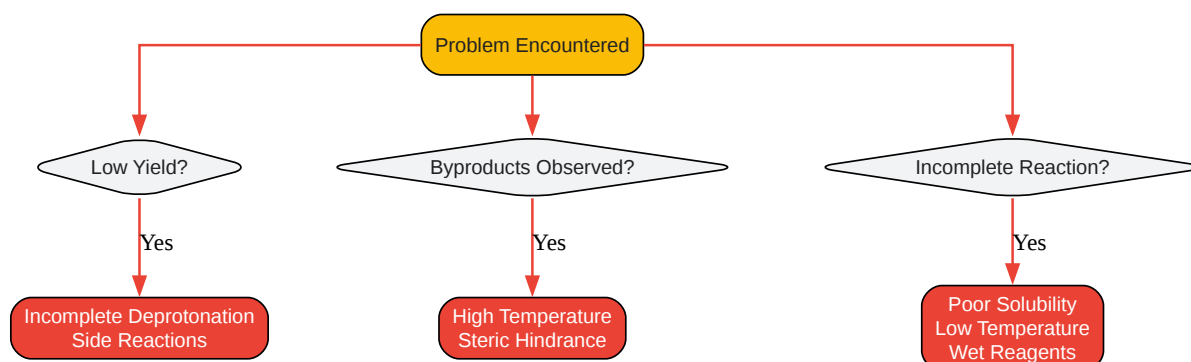 Problem Encountered
Low Yield?
Byproducts Observed?
Incomplete Reaction?
Yes
Yes
Yes
Incomplete Deprotonation
Side Reactions
High Temperature
Steric Hindrance
Poor Solubility
Low Temperature
Wet Reagents